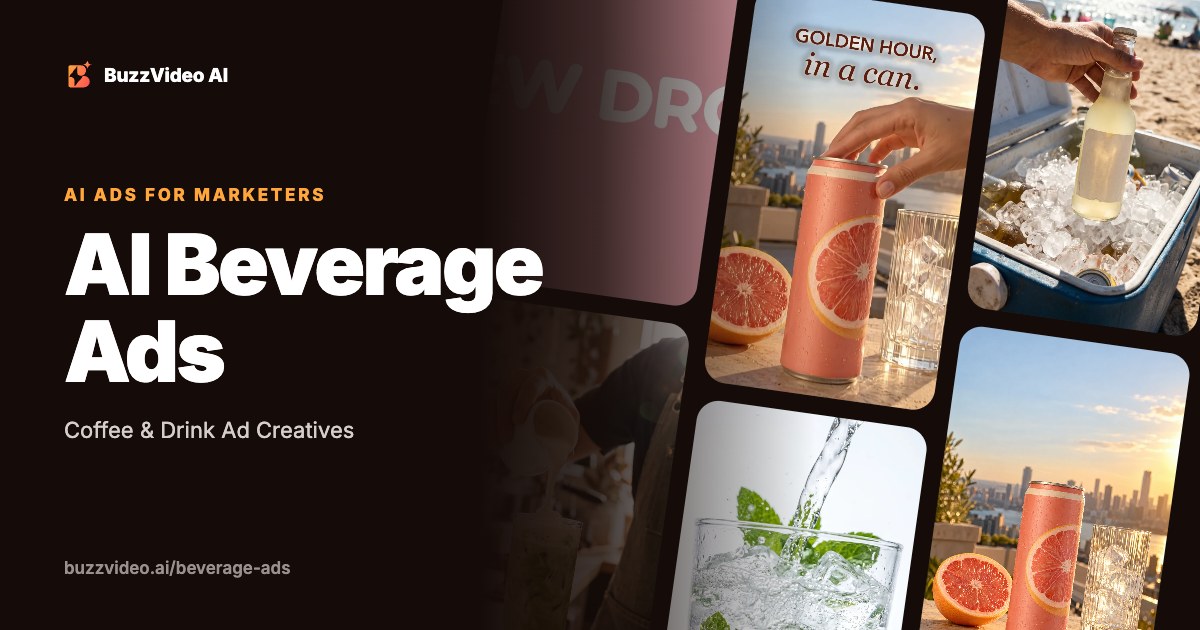 BuzzVideo AI
AI ADS FOR MARKETERS
AI Beverage
Ads
Coffee & Drink Ad Creatives
buzzvideo.ai/beverage-ads
GOLDEN HOUR,
in a can.